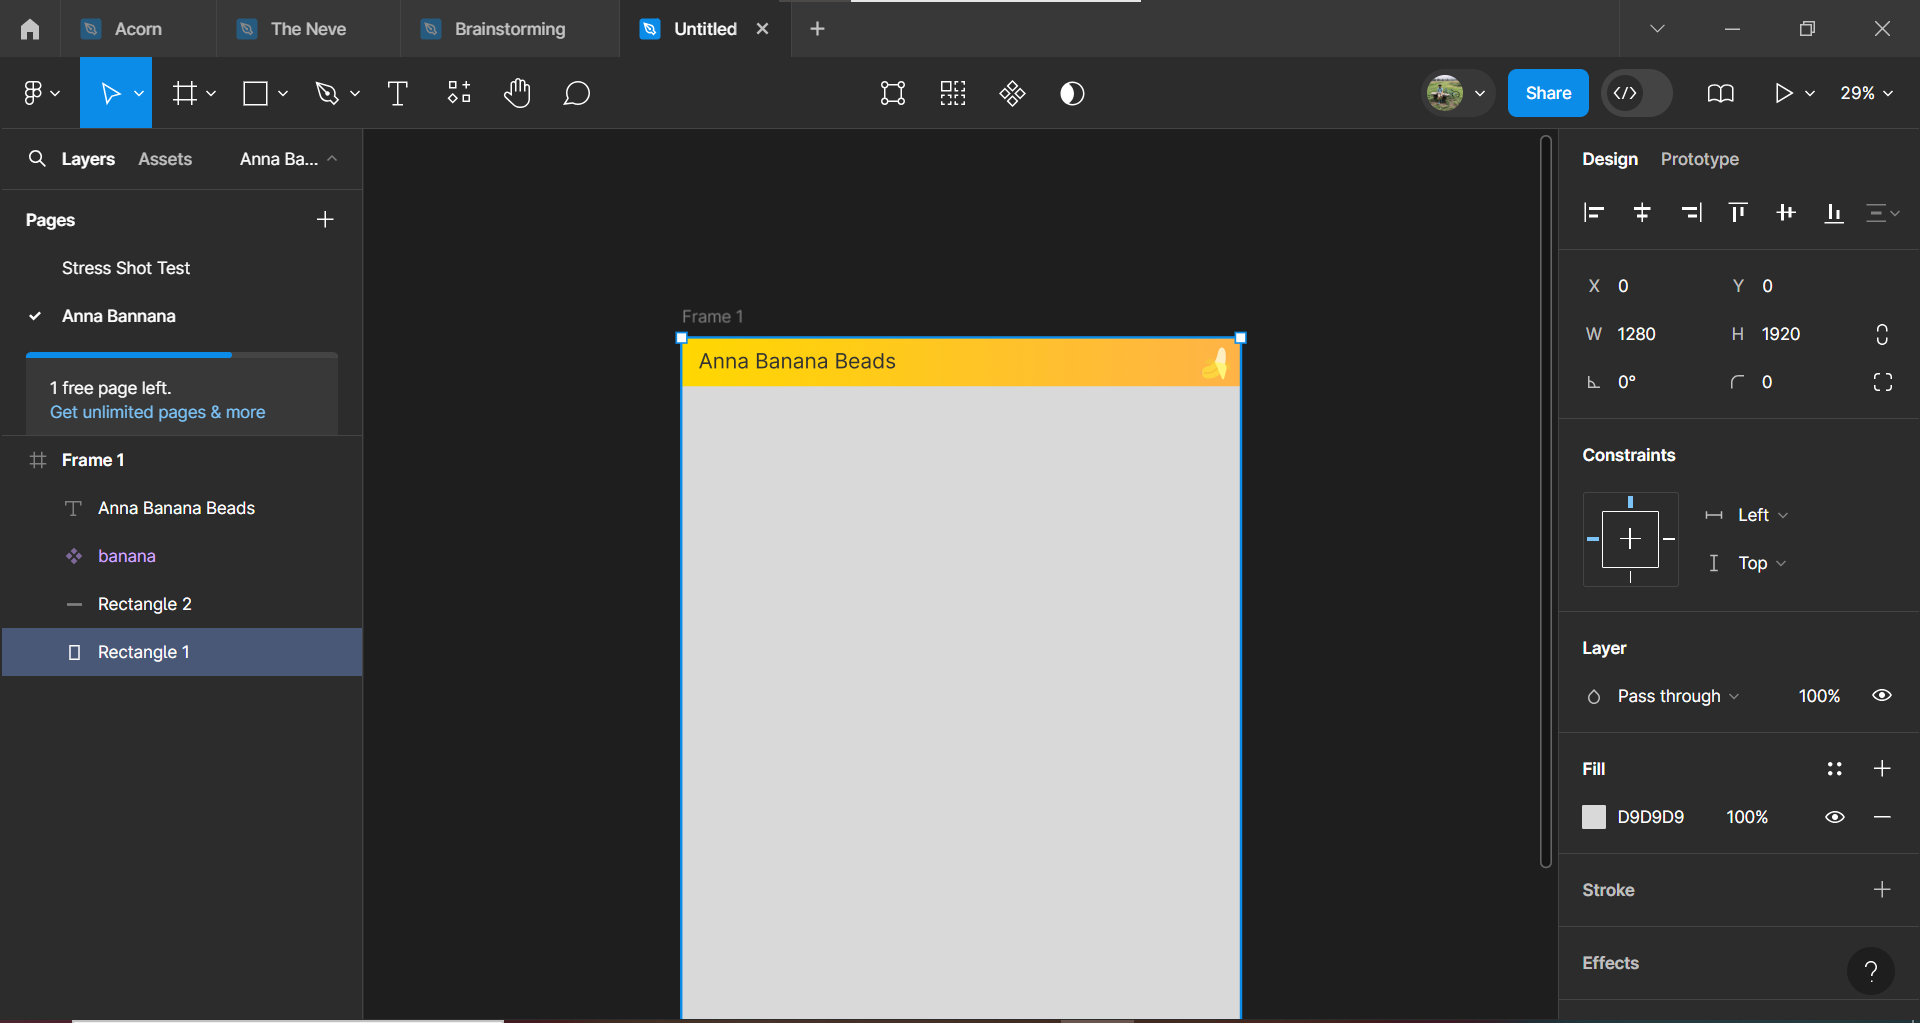 Acorn
The Neve
Brainstorming
Untitled
Share
29%
Layers
Assets
Anna Ba...
Pages
Stress Shot Test
Anna Bannana
1 free page left.
Get unlimited pages & more
Frame 1
Anna Banana Beads
banana
Rectangle 2
Rectangle 1
Frame 1
Anna Banana Beads
Design
Prototype
X 0
Y 0
W 1280
H 1920
0°
0
Constraints
Left
Top
Layer
Pass through
100%
Fill
D9D9D9
100%
Stroke
Effects
?